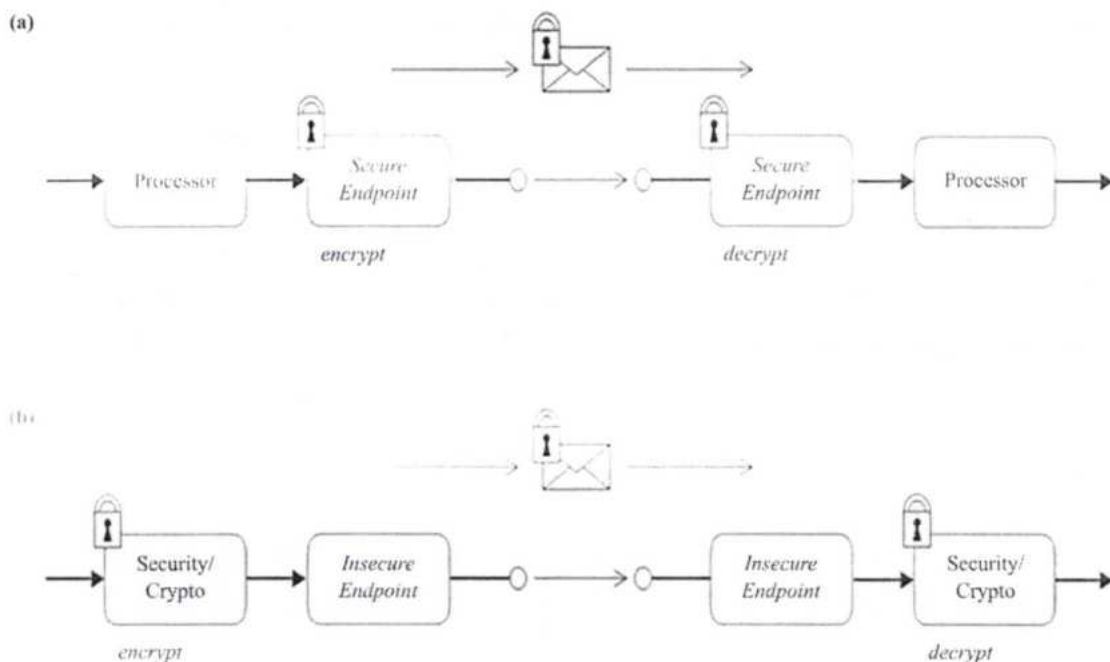 (a)
Processor
Secure
Endpoint
encrypt
Secure
Endpoint
decrypt
Processor
(b)
Security/
Crypto
encrypt
Insecure
Endpoint
Insecure
Endpoint
Security/
Crypto
decrypt